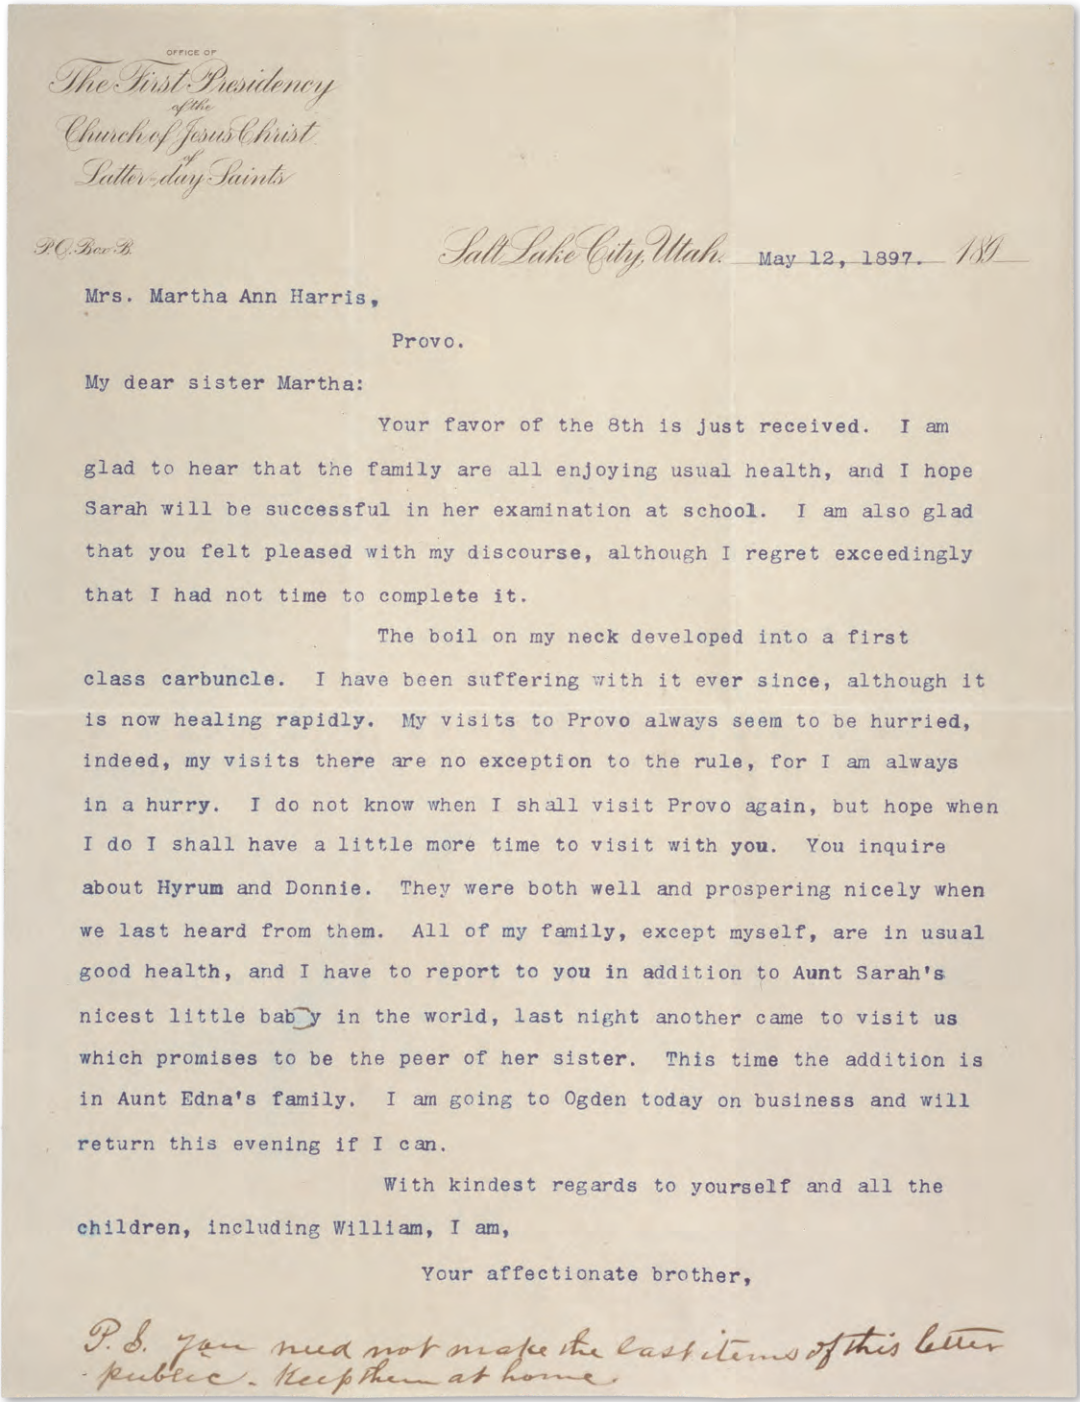 OFFICE OF
The First Presidency
of the
Church of Jesus Christ
of
Latter-day Saints
P.O. Box B.
Salt Lake City, Utah. May 12, 1897. 189
Mrs. Martha Ann Harris,
Provo.
My dear sister Martha:
Your favor of the 8th is just received. I am
glad to hear that the family are all enjoying usual health, and I hope
Sarah will be successful in her examination at school. I am also glad
that you felt pleased with my discourse, although I regret exceedingly
that I had not time to complete it.
The boil on my neck developed into a first
class carbuncle. I have been suffering with it ever since, although it
is now healing rapidly. My visits to Provo always seem to be hurried,
indeed, my visits there are no exception to the rule, for I am always
in a hurry. I do not know when I shall visit Provo again, but hope when
I do I shall have a little more time to visit with you. You inquire
about Hyrum and Donnie. They were both well and prospering nicely when
we last heard from them. All of my family, except myself, are in usual
good health, and I have to report to you in addition to Aunt Sarah's
nicest little baby in the world, last night another came to visit us
which promises to be the peer of her sister. This time the addition is
in Aunt Edna's family. I am going to Ogden today on business and will
return this evening if I can.
With kindest regards to yourself and all the
children, including William, I am,
Your affectionate brother,
P.S. you need not make the last items of this letter
public. Keep them at home.